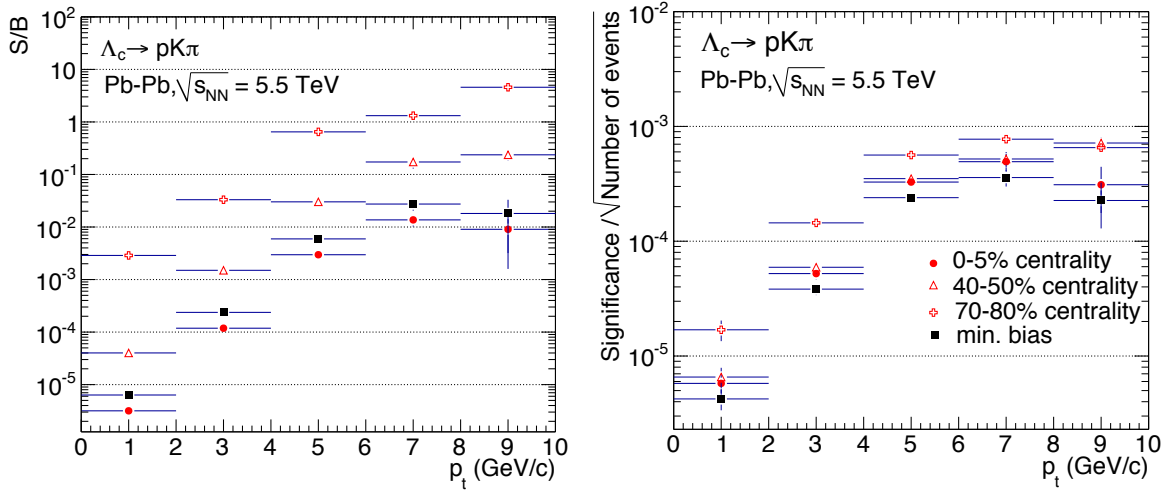 S/B
10²
10
1
10⁻¹
10⁻²
10⁻³
10⁻⁴
10⁻⁵
Λc→ pKπ
Pb-Pb,√sNN = 5.5 TeV
0 1 2 3 4 5 6 7 8 9 10
pt (GeV/c)
Significance /√Number of events
10⁻²
10⁻³
10⁻⁴
10⁻⁵
Λc→ pKπ
Pb-Pb,√sNN = 5.5 TeV
0-5% centrality
40-50% centrality
70-80% centrality
min. bias
0 1 2 3 4 5 6 7 8 9 10
pt (GeV/c)